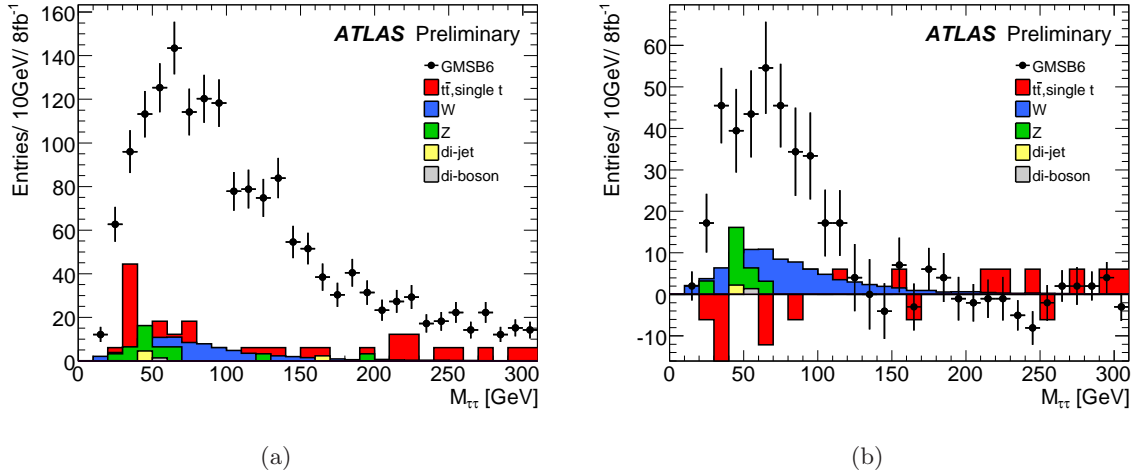 160
140
120
100
80
60
40
20
0
Entries/ 10GeV/ 8fb⁻¹
ATLAS Preliminary
GMSB6
tt̄,single t
W
Z
di-jet
di-boson
0 50 100 150 200 250 300
M_ττ [GeV]
(a)
60
50
40
30
20
10
0
-10
Entries/ 10GeV/ 8fb⁻¹
ATLAS Preliminary
GMSB6
tt̄,single t
W
Z
di-jet
di-boson
0 50 100 150 200 250 300
M_ττ [GeV]
(b)